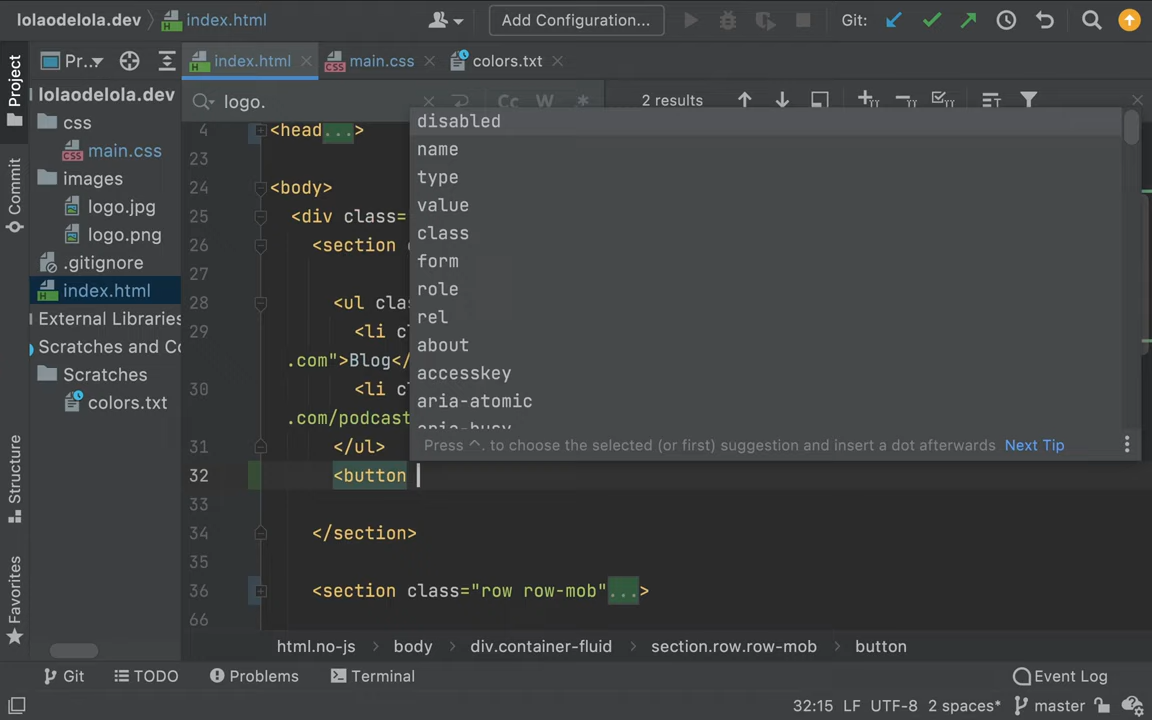 lolaodelola.dev
index.html
Add Configuration...
Git:
Project
Pr...
index.html
main.css
colors.txt
lolaodelola.dev
logo.
Cc
W
*
2 results
css
main.css
images
logo.jpg
logo.png
.gitignore
index.html
External Libraries
Scratches and Co
Scratches
colors.txt
Commit
Structure
Favorites
4 <head...>
23
24 <body>
25 <div class=
26 <section
27
28 <ul clas
29 <li c
.com">Blog</
30 <li c
.com/podcast
31 </ul>
32 <button
33
34 </section>
35
36 <section class="row row-mob"...>
66
disabled
name
type
value
class
form
role
rel
about
accesskey
aria-atomic
aria-busy
Press ^. to choose the selected (or first) suggestion and insert a dot afterwards Next Tip
html.no-js
body
div.container-fluid
section.row.row-mob
button
Git
TODO
Problems
Terminal
Event Log
32:15 LF UTF-8 2 spaces* master